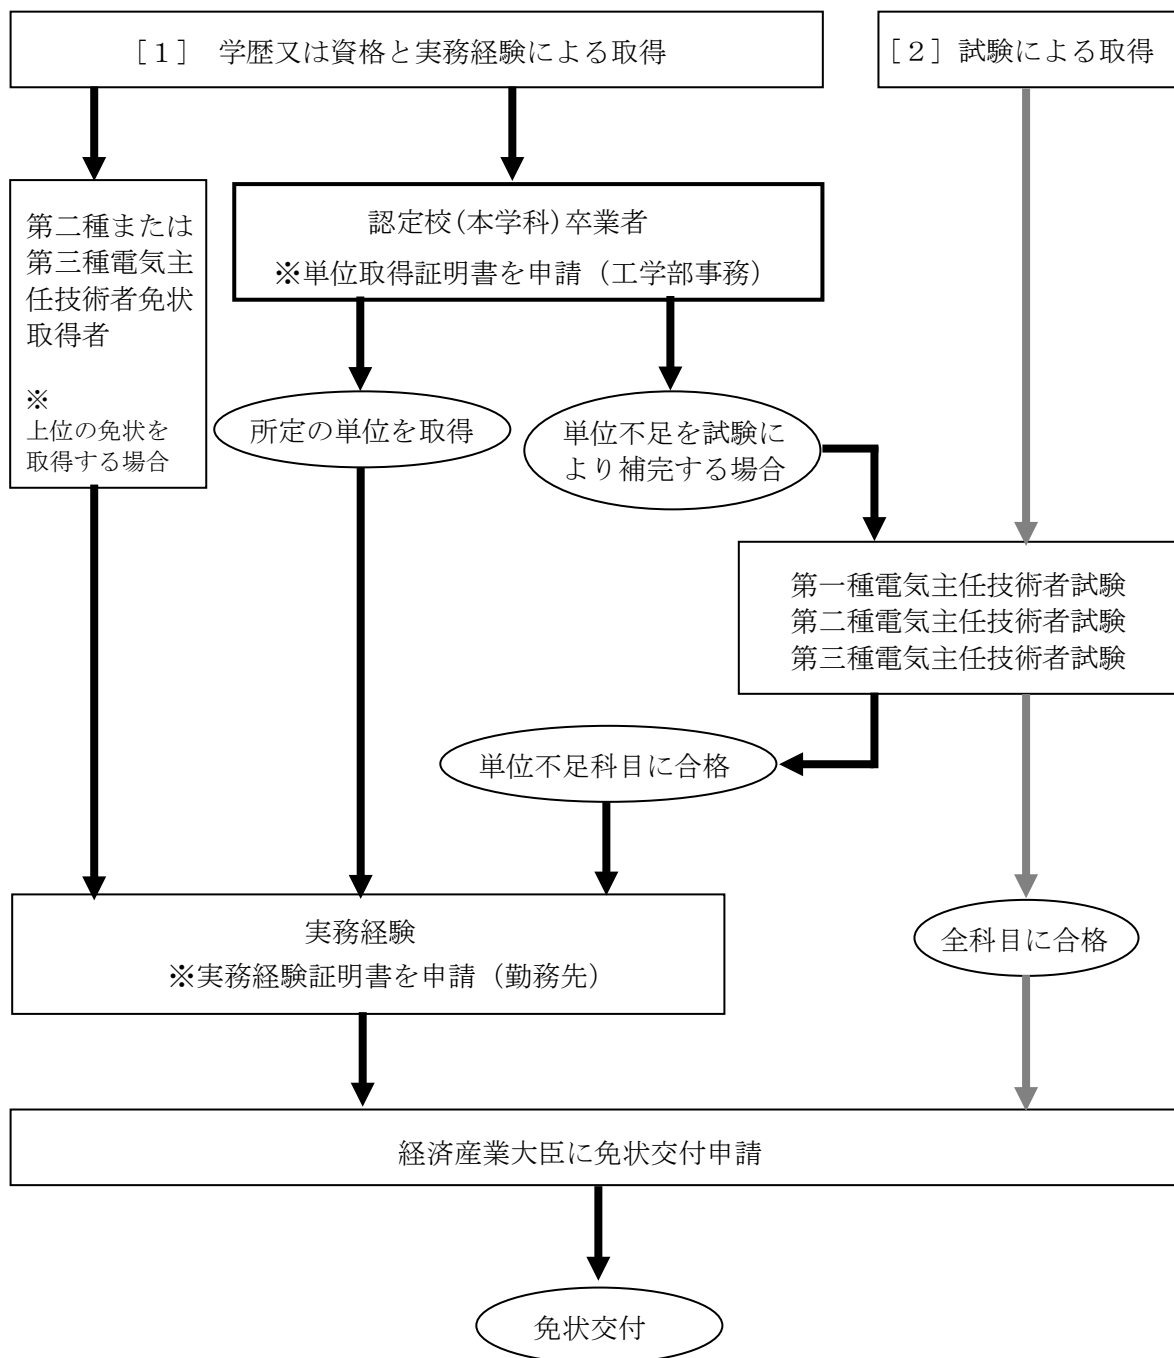 ［１］ 学歴又は資格と実務経験による取得
［２］試験による取得
第二種または
第三種電気主
任技術者免状
取得者
※
上位の免状を
取得する場合
認定校(本学科)卒業者
※単位取得証明書を申請（工学部事務）
所定の単位を取得
単位不足を試験に
より補完する場合
第一種電気主任技術者試験
第二種電気主任技術者試験
第三種電気主任技術者試験
単位不足科目に合格
実務経験
※実務経験証明書を申請（勤務先）
全科目に合格
経済産業大臣に免状交付申請
免状交付